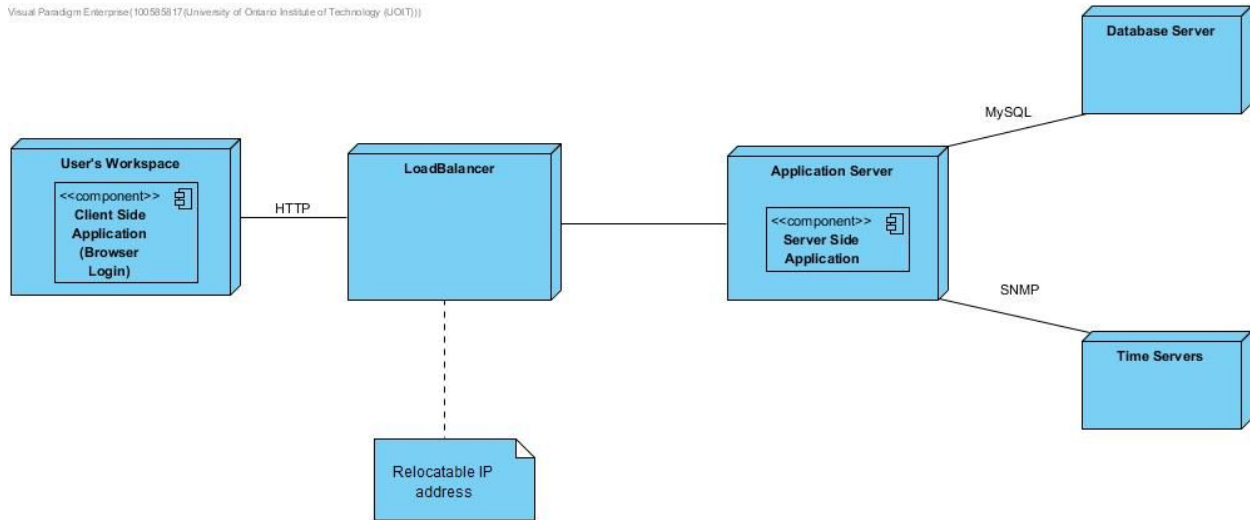 Visual Paradigm Enterprise(100585817(University of Ontario Institute of Technology (UOIT)))
Database Server
MySQL
User's Workspace
<<component>>
Client Side
Application
(Browser
Login)
HTTP
LoadBalancer
Application Server
<<component>>
Server Side
Application
SNMP
Time Servers
Relocatable IP
address